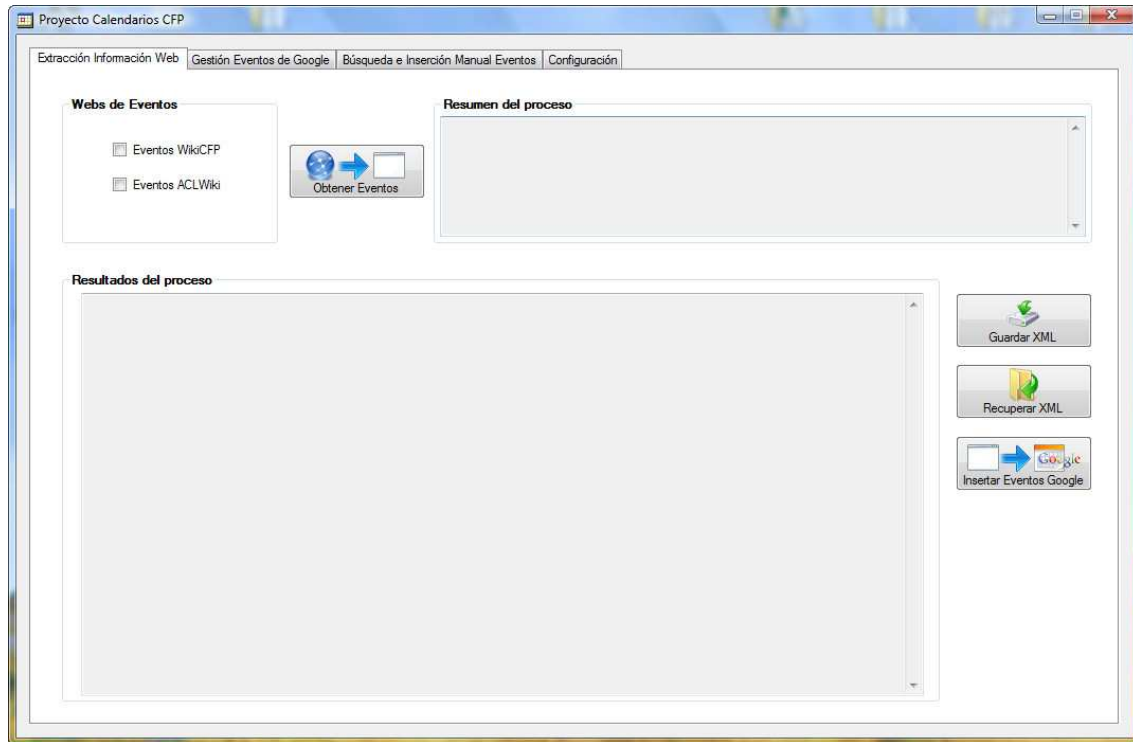 Proyecto Calendarios CFP
Extracción Información Web Gestión Eventos de Google Búsqueda e Inserción Manual Eventos Configuración
Webs de Eventos
Resumen del proceso
Eventos WikiCFP
Eventos ACLWiki
Obtener Eventos
Resultados del proceso
Guardar XML
Recuperar XML
Google
Insertar Eventos Google